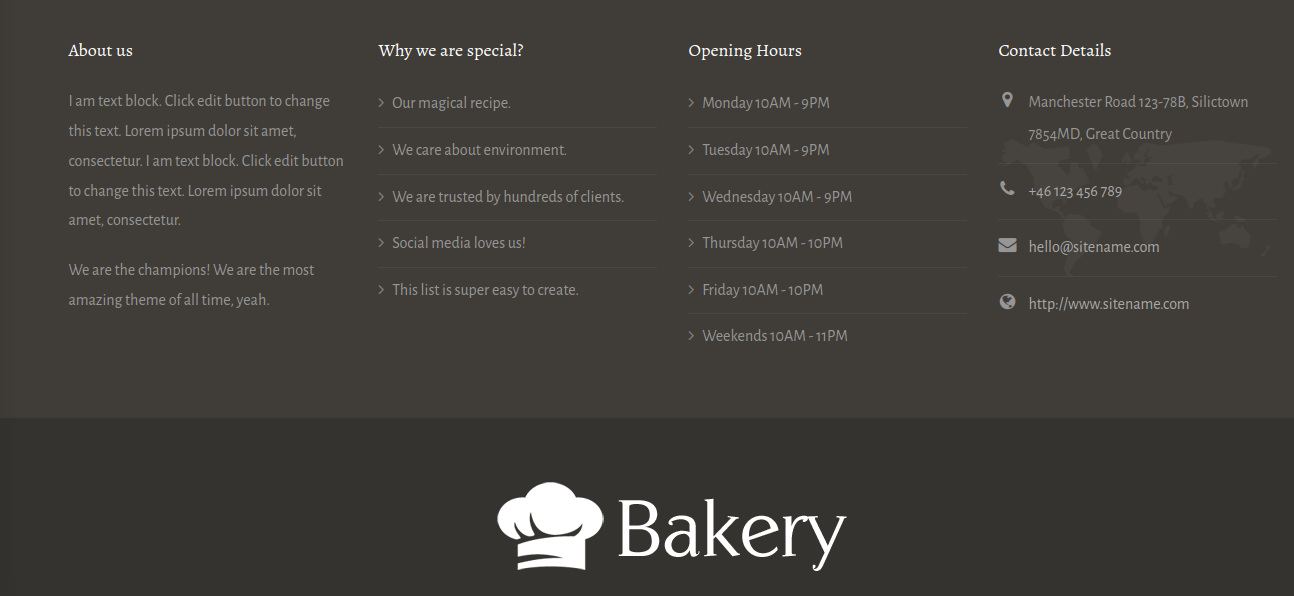 About us
I am text block. Click edit button to change
this text. Lorem ipsum dolor sit amet,
consectetur. I am text block. Click edit button
to change this text. Lorem ipsum dolor sit
amet, consectetur.
We are the champions! We are the most
amazing theme of all time, yeah.
Why we are special?
Our magical recipe.
We care about environment.
We are trusted by hundreds of clients.
Social media loves us!
This list is super easy to create.
Opening Hours
Monday 10AM - 9PM
Tuesday 10AM - 9PM
Wednesday 10AM - 9PM
Thursday 10AM - 10PM
Friday 10AM - 10PM
Weekends 10AM - 11PM
Contact Details
Manchester Road 123-78B, Silictown
7854MD, Great Country
+46 123 456 789
hello@sitename.com
http://www.sitename.com
Bakery